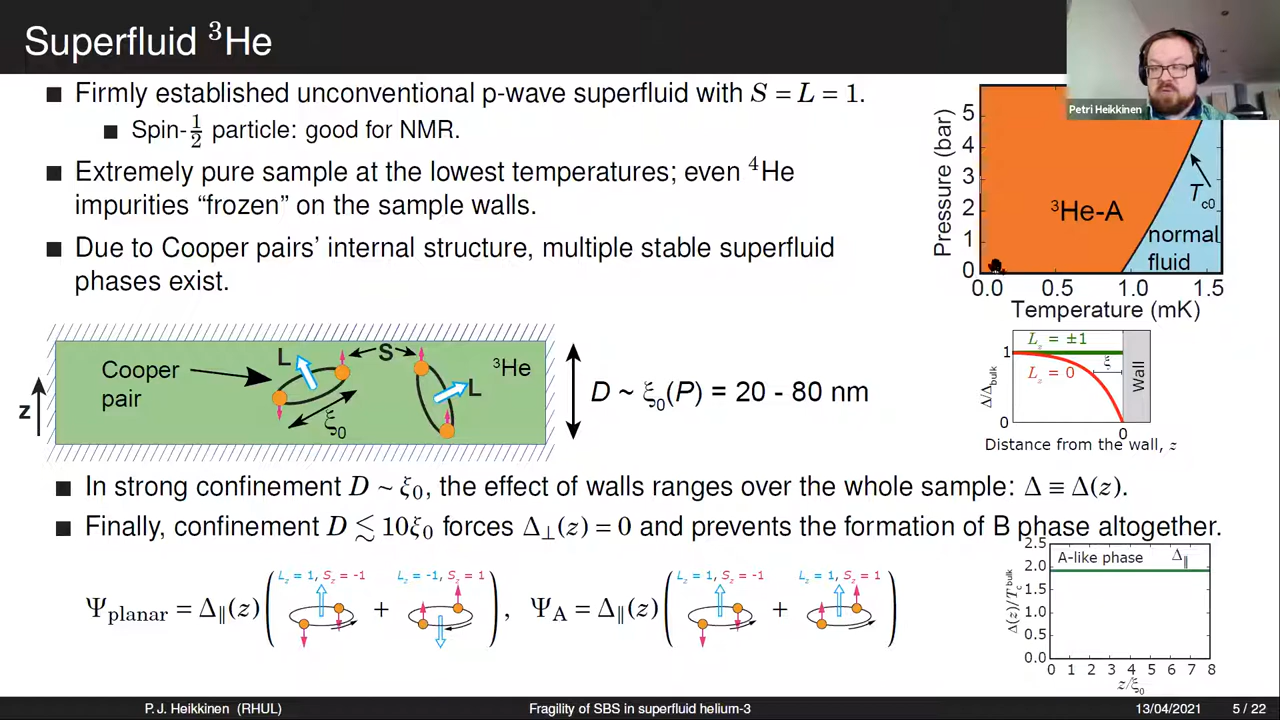 Superfluid ³He
Petri Heikkinen
■ Firmly established unconventional p-wave superfluid with S = L = 1.
■ Spin-½ particle: good for NMR.
■ Extremely pure sample at the lowest temperatures; even ⁴He
impurities “frozen” on the sample walls.
■ Due to Cooper pairs’ internal structure, multiple stable superfluid
phases exist.
Pressure (bar)
5
4
3
2
1
0
³He-A
T_c0
normal
fluid
0.0 0.5 1.0 1.5
Temperature (mK)
z
Cooper
pair
L
S
L
ξ₀
³He
D ~ ξ₀(P) = 20 - 80 nm
Δ/Δ_bulk
1
0
L_z = ±1
L_z = 0
ξ
Wall
0
Distance from the wall, z
■ In strong confinement D ~ ξ₀, the effect of walls ranges over the whole sample: Δ ≡ Δ(z).
■ Finally, confinement D ≲ 10ξ₀ forces Δ⊥(z) = 0 and prevents the formation of B phase altogether.
L_z = 1, S_z = -1 L_z = -1, S_z = 1 L_z = 1, S_z = -1 L_z = 1, S_z = 1
Ψ_planar = Δ∥(z) ( + ), Ψ_A = Δ∥(z) ( + )
Δ(z)/T_c^bulk
2.5
2.0
1.5
1.0
0.5
0.0
A-like phase Δ∥
0 1 2 3 4 5 6 7 8
z/ξ₀
P. J. Heikkinen (RHUL) Fragility of SBS in superfluid helium-3 13/04/2021 5 / 22